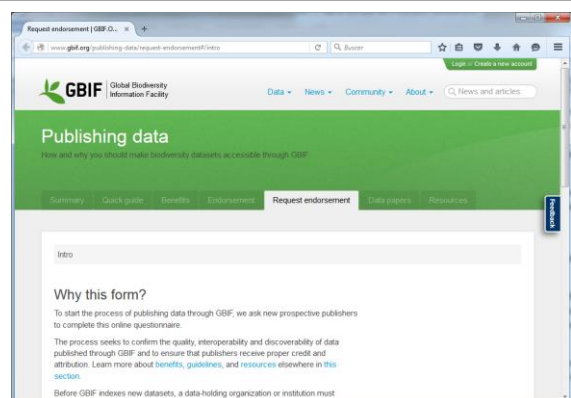 Request endorsement | GBIF.O...
www.gbif.org/publishing-data/request-endorsement#/intro
Buscar
Login or Create a new account
GBIF
Global Biodiversity
Information Facility
Data
News
Community
About
News and articles
Publishing data
How and why you should make biodiversity datasets accessible through GBIF
Summary
Quick guide
Benefits
Endorsement
Request endorsement
Data papers
Resources
Feedback
Intro
Why this form?
To start the process of publishing data through GBIF, we ask new prospective publishers
to complete this online questionnaire.
The process seeks to confirm the quality, interoperability and discoverability of data
published through GBIF and to ensure that publishers receive proper credit and
attribution. Learn more about benefits, guidelines, and resources elsewhere in this
section.
Before GBIF indexes new datasets, a data-holding organization or institution must